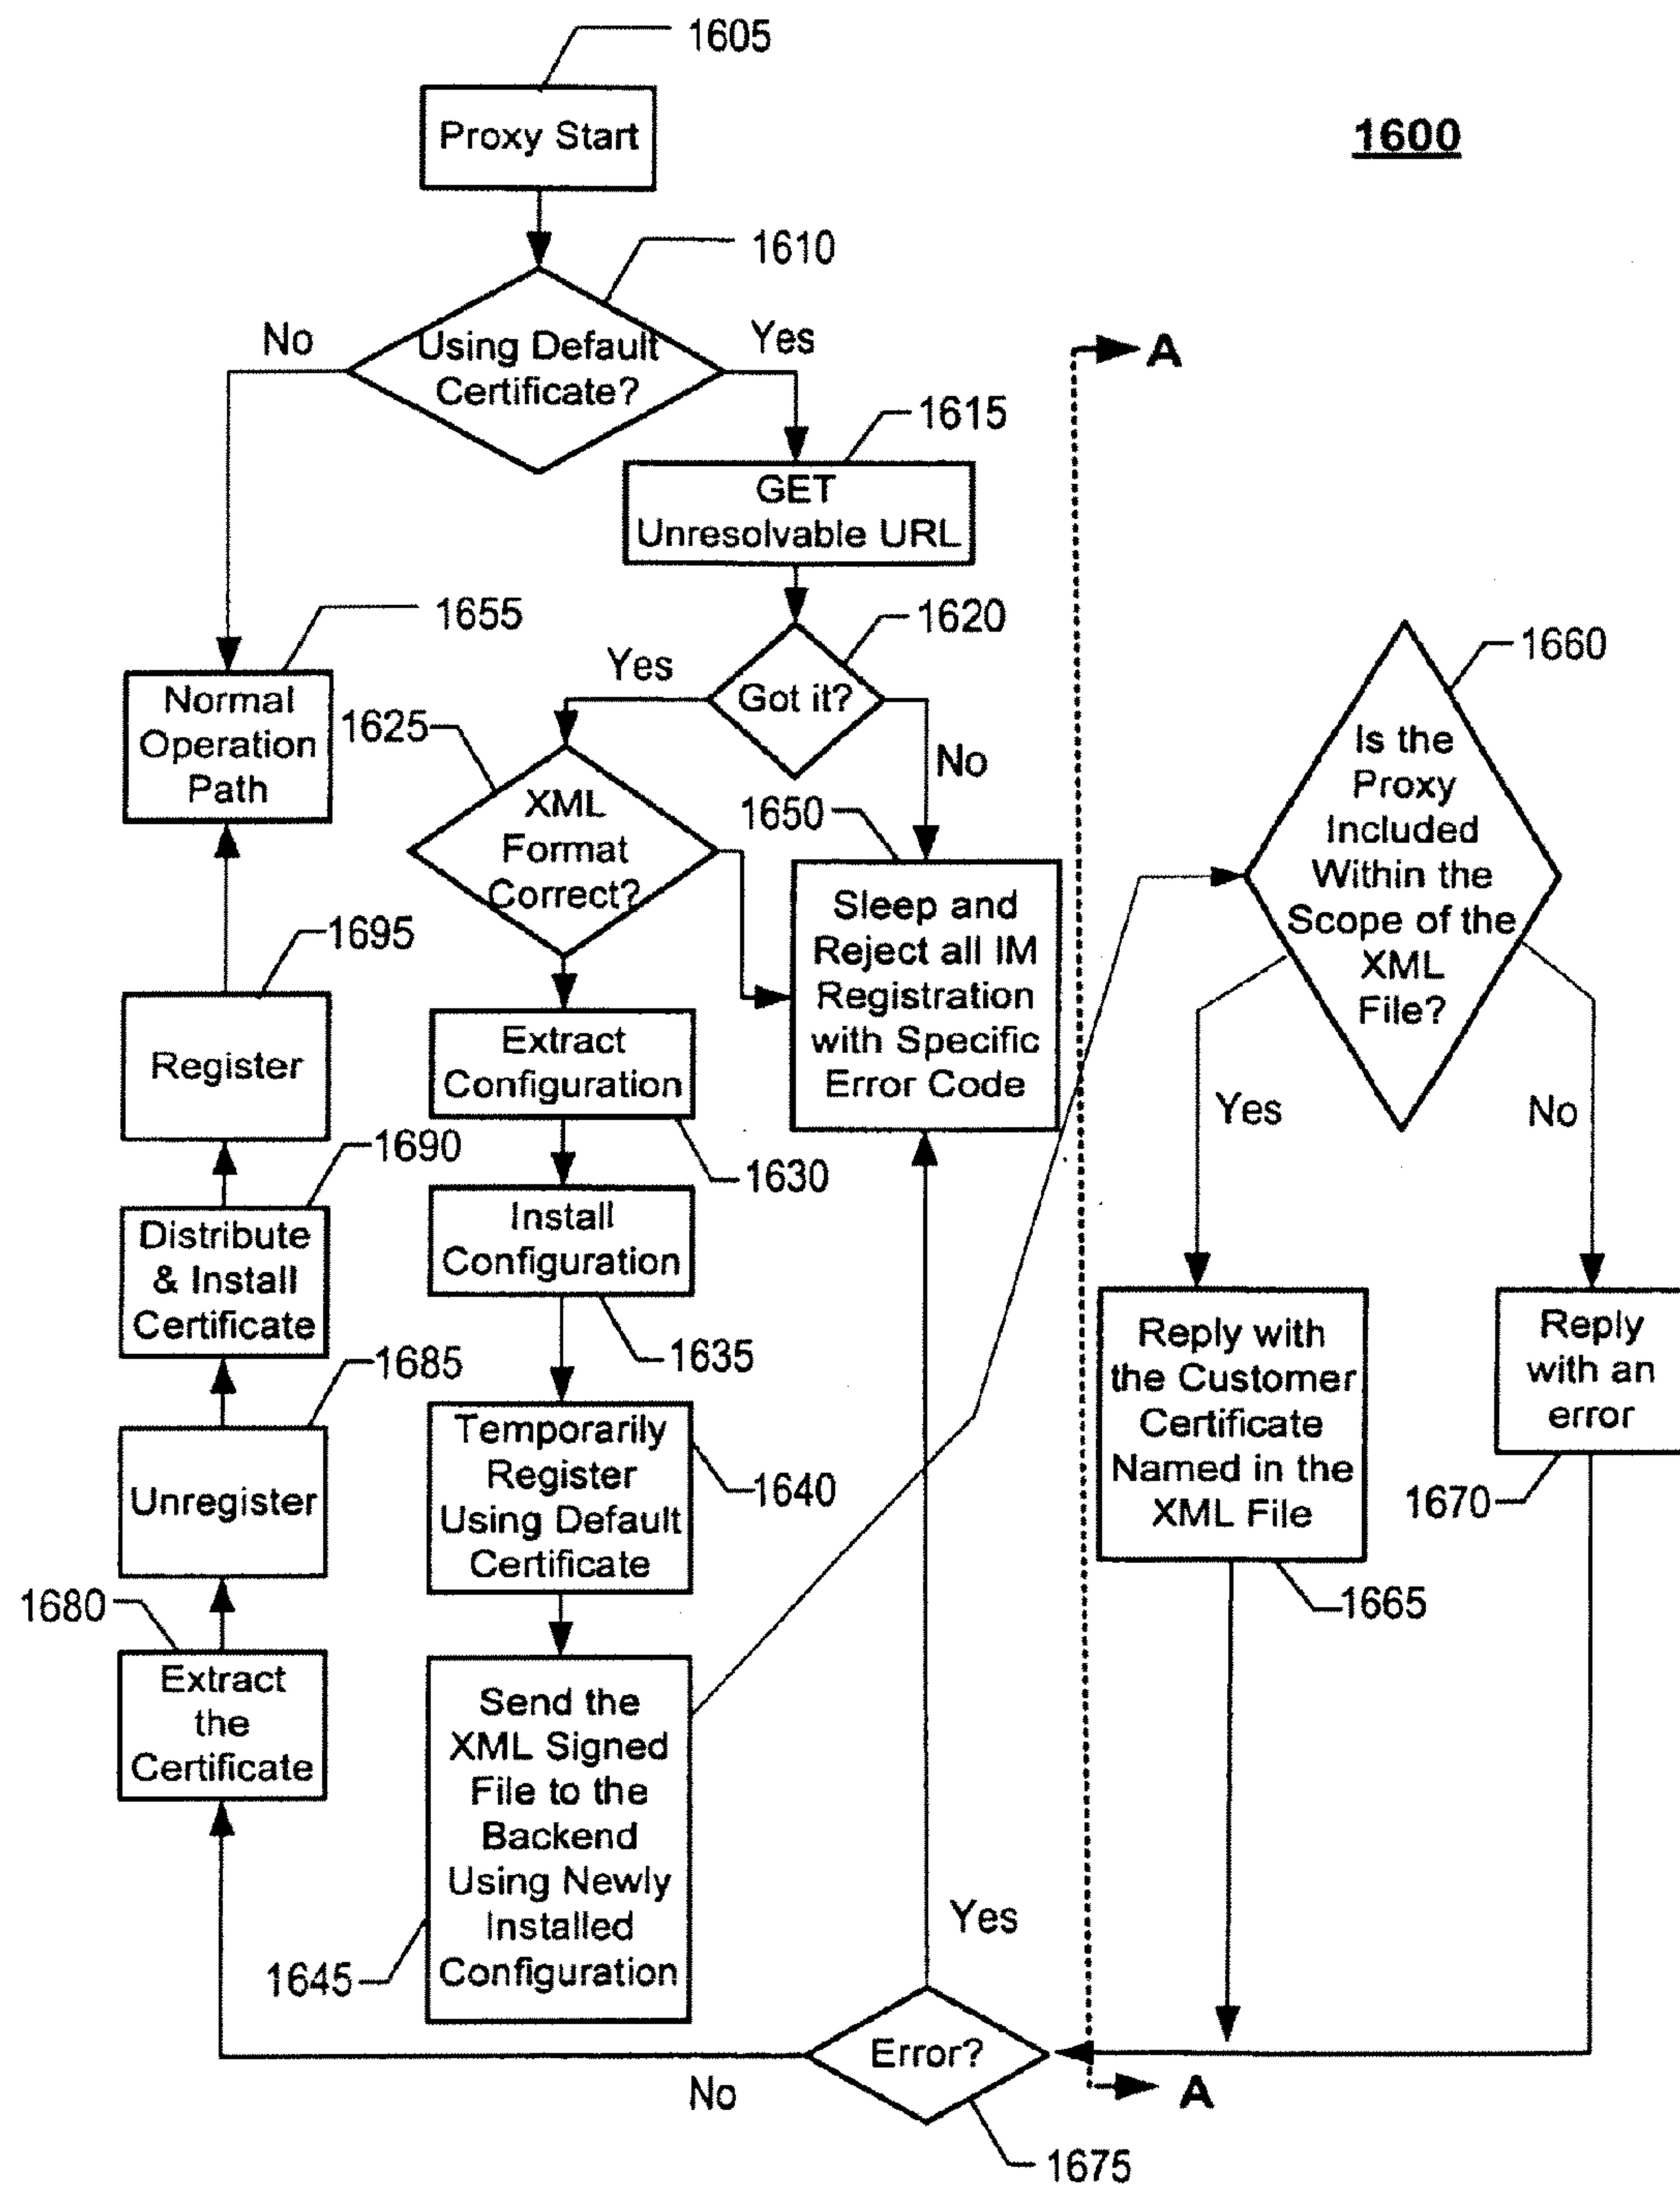 1605
Proxy Start
1600
1610
No
Using Default
Certificate?
Yes
A
1615
GET
Unresolvable URL
1655
1620
Yes
Got it?
No
1660
Normal
Operation
Path
1625
XML
Format
Correct?
1650
Is the
Proxy
Included
Within the
Scope of the
XML
File?
Sleep and
Reject all IM
Registration
with Specific
Error Code
1695
Register
Extract
Configuration
1630
Yes
No
1690
Distribute
& Install
Certificate
Install
Configuration
1635
1685
Unregister
Temporarily
Register
Using Default
Certificate
1640
Reply with
the Customer
Certificate
Named in the
XML File
1665
Reply
with an
error
1670
1680
Extract
the
Certificate
Send the
XML Signed
File to the
Backend
Using Newly
Installed
Configuration
1645
Yes
Error?
No
A
1675